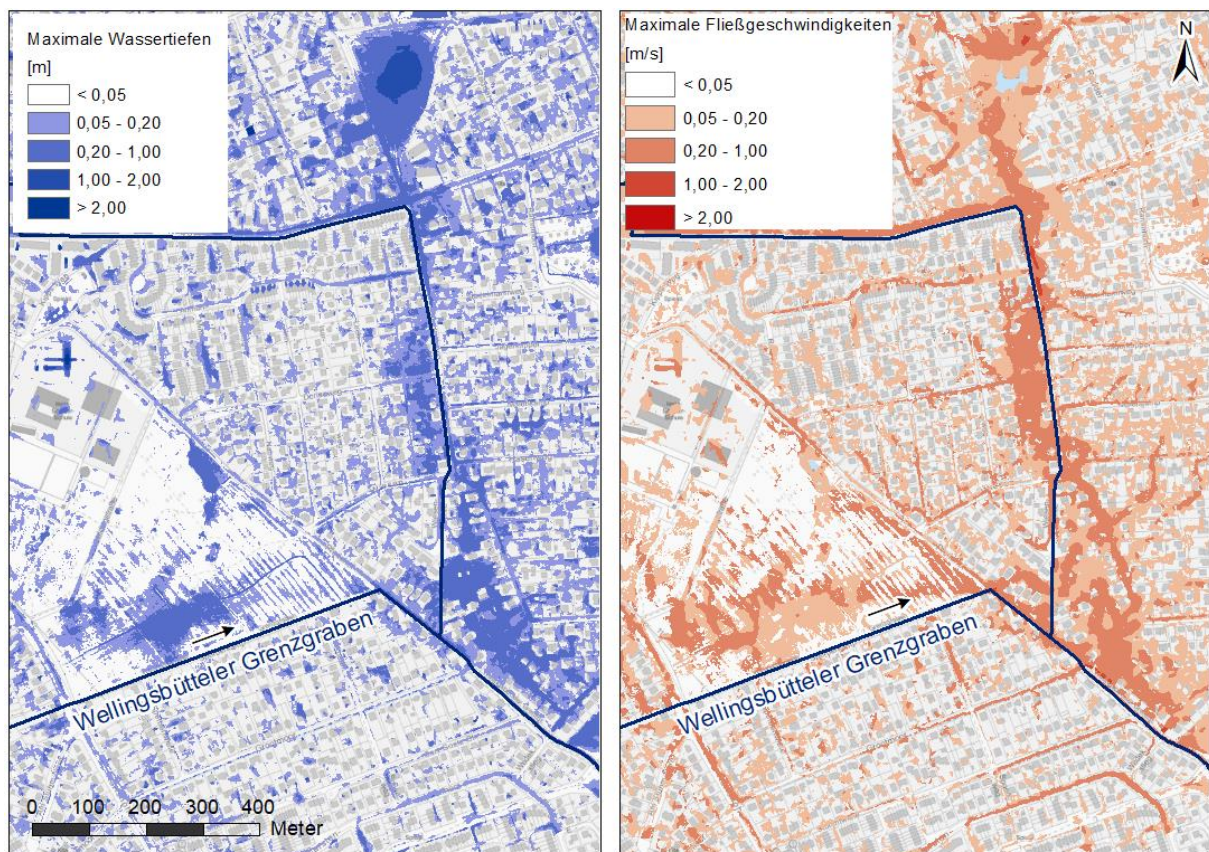 Maximale Wassertiefen
[m]
< 0,05
0,05 - 0,20
0,20 - 1,00
1,00 - 2,00
> 2,00
Wellingsbütteler Grenzgraben
0 100 200 300 400
Meter
Maximale Fließgeschwindigkeiten
[m/s]
< 0,05
0,05 - 0,20
0,20 - 1,00
1,00 - 2,00
> 2,00
N
Wellingsbütteler Grenzgraben